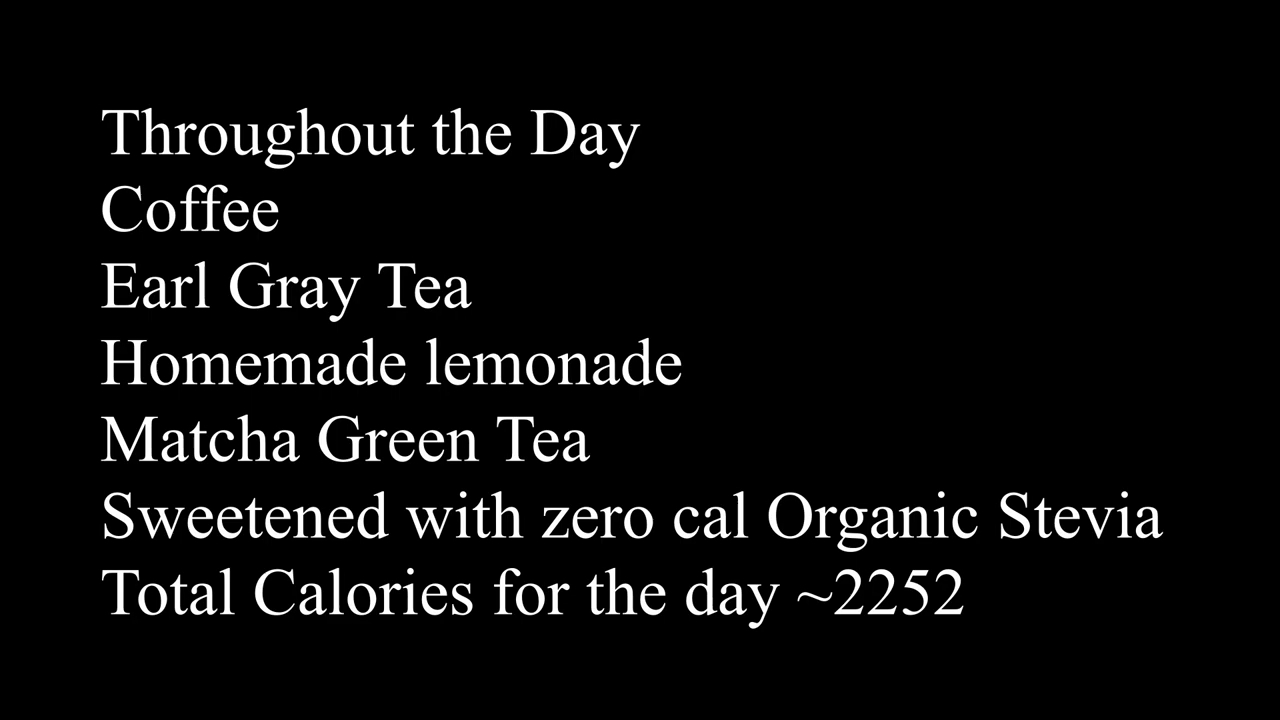 Throughout the Day
Coffee
Earl Gray Tea
Homemade lemonade
Matcha Green Tea
Sweetened with zero cal Organic Stevia
Total Calories for the day ~2252